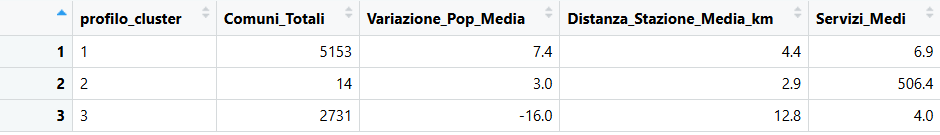 profilo_cluster Comuni_Totali Variazione_Pop_Media Distanza_Stazione_Media_km Servizi_Medi
1 1 5153 7.4 4.4 6.9
2 2 14 3.0 2.9 506.4
3 3 2731 -16.0 12.8 4.0